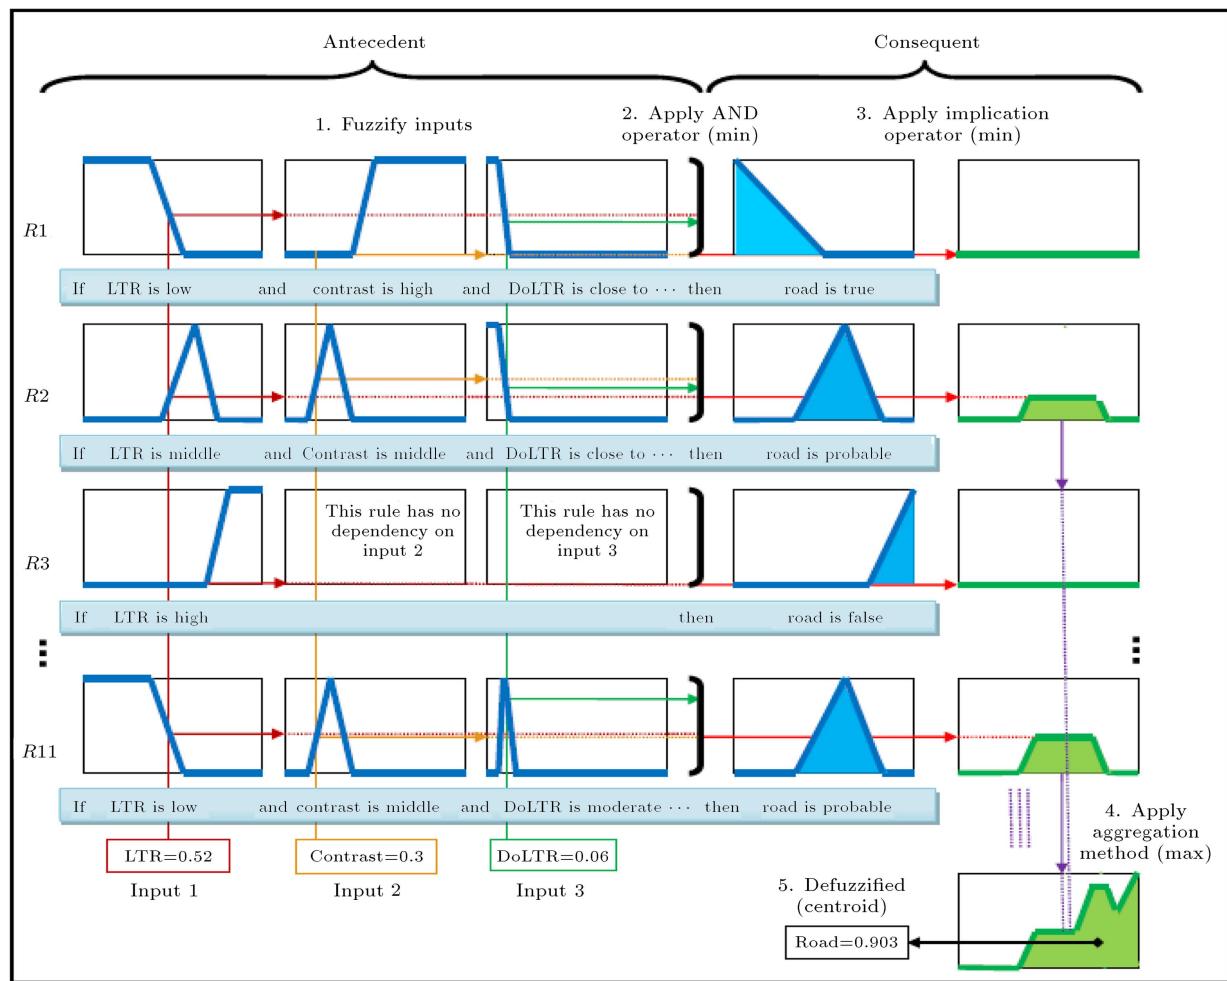 Antecedent
Consequent
1. Fuzzify inputs
2. Apply AND
operator (min)
3. Apply implication
operator (min)
R1
If LTR is low and contrast is high and DoLTR is close to ··· then road is true
R2
If LTR is middle and Contrast is middle and DoLTR is close to ··· then road is probable
This rule has no
dependency on
input 2
This rule has no
dependency on
input 3
R3
If LTR is high then road is false
R11
If LTR is low and contrast is middle and DoLTR is moderate ··· then road is probable
LTR=0.52
Contrast=0.3
DoLTR=0.06
Input 1
Input 2
Input 3
4. Apply
aggregation
method (max)
5. Defuzzified
(centroid)
Road=0.903